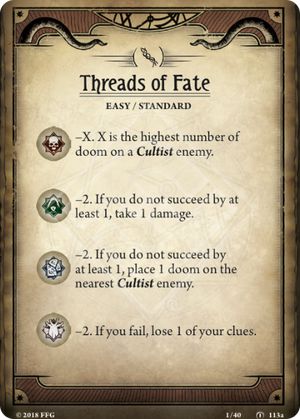 Threads of Fate
EASY / STANDARD
–X. X is the highest number of
doom on a Cultist enemy.
–2. If you do not succeed by at
least 1, take 1 damage.
–2. If you do not succeed by
at least 1, place 1 doom on the
nearest Cultist enemy.
–2. If you fail, lose 1 of your clues.
© 2018 FFG
1/40
113a